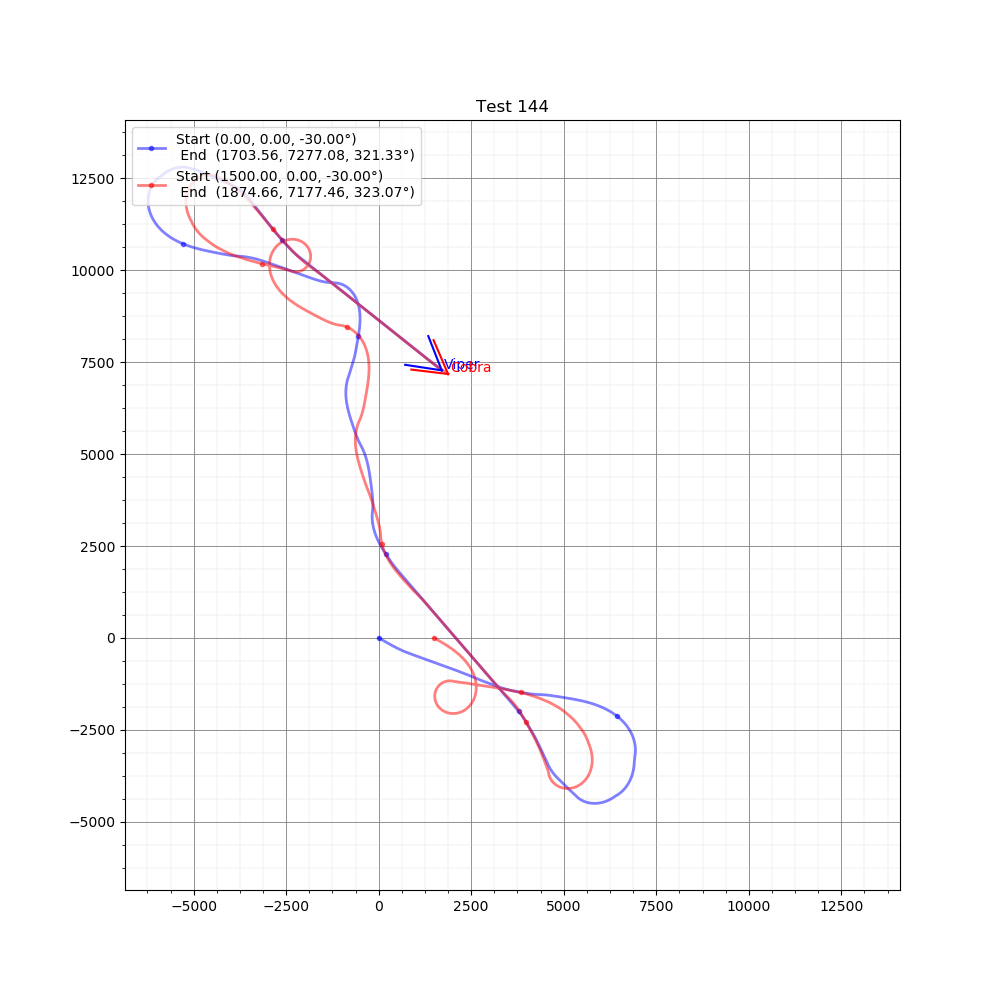 Test 144
Start (0.00, 0.00, -30.00°)
End (1703.56, 7277.08, 321.33°)
Start (1500.00, 0.00, -30.00°)
End (1874.66, 7177.46, 323.07°)
12500
10000
7500
5000
2500
0
−2500
−5000
Viper
Cobra
−5000
−2500
0
2500
5000
7500
10000
12500